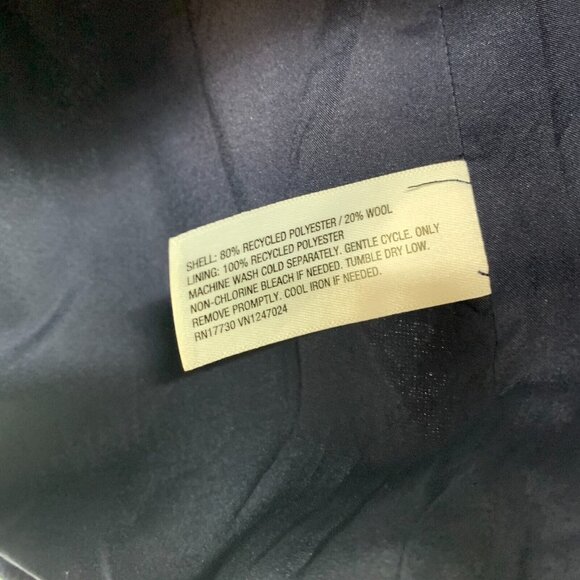 SHELL: 80% RECYCLED POLYESTER / 20% WOOL
LINING: 100% RECYCLED POLYESTER
MACHINE WASH COLD SEPARATELY. GENTLE CYCLE. ONLY
NON-CHLORINE BLEACH IF NEEDED. TUMBLE DRY LOW.
REMOVE PROMPTLY. COOL IRON IF NEEDED.
RN17730 VN1247024